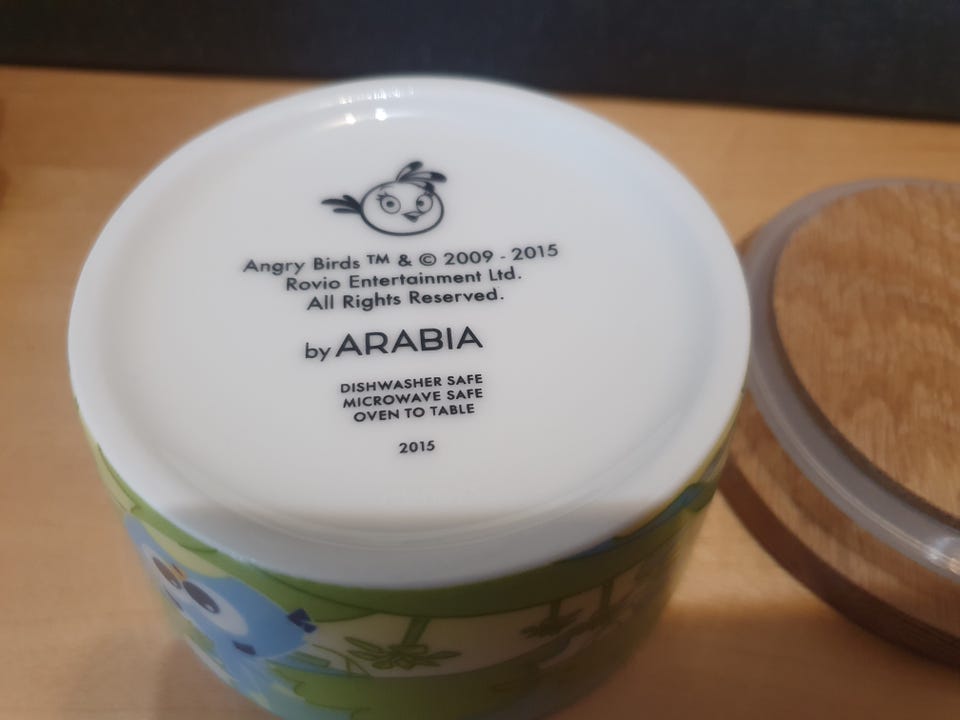 Angry Birds ™ & © 2009 - 2015
Rovio Entertainment Ltd.
All Rights Reserved.
by ARABIA
DISHWASHER SAFE
MICROWAVE SAFE
OVEN TO TABLE
2015